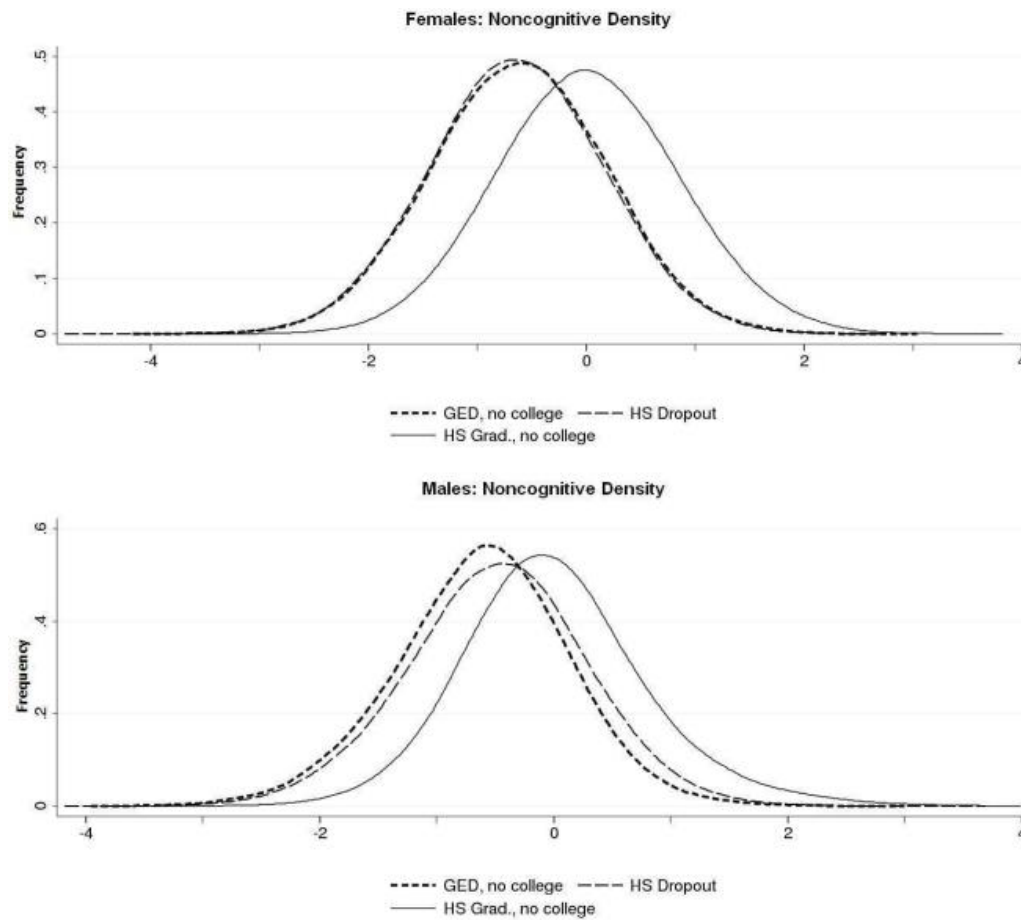 Females: Noncognitive Density
Frequency
.5
.4
.3
.2
.1
0
-4 -2 0 2 4
GED, no college HS Dropout
HS Grad., no college
Males: Noncognitive Density
Frequency
.6
.4
.2
0
-4 -2 0 2 4
GED, no college HS Dropout
HS Grad., no college